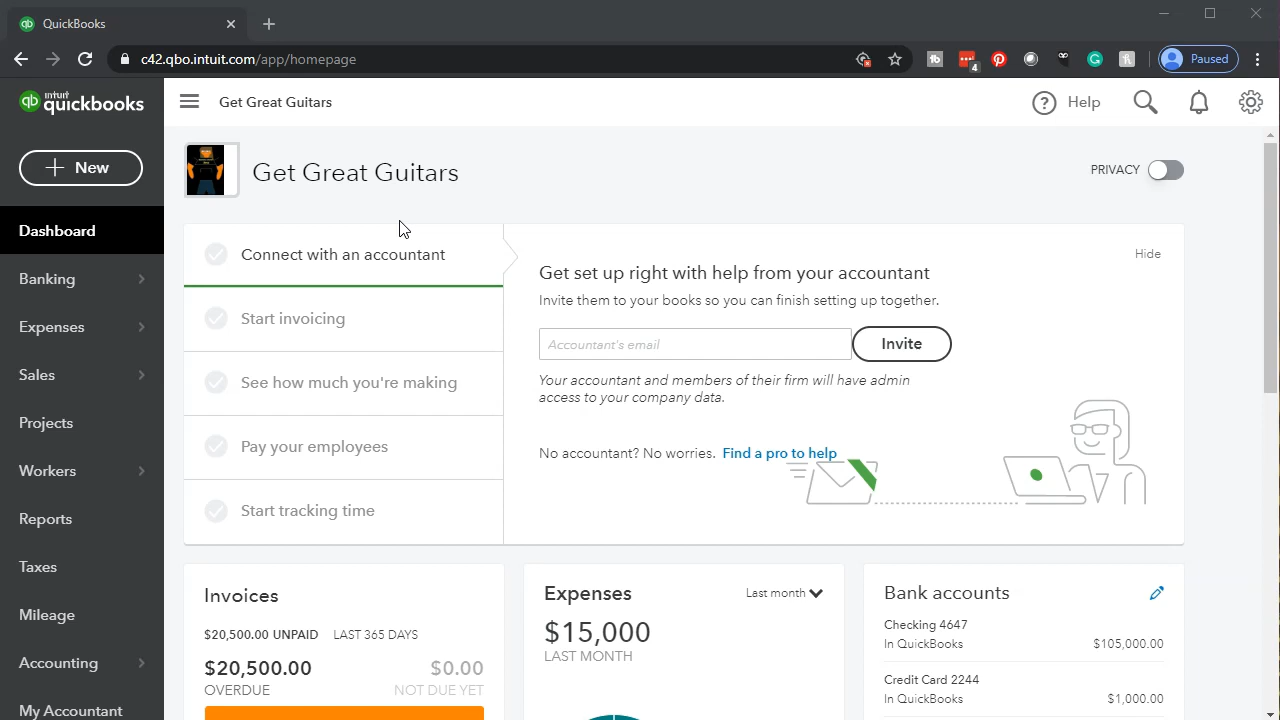 QuickBooks
c42.qbo.intuit.com/app/homepage
4
Paused
intuit
quickbooks
Get Great Guitars
Help
New
Get Great Guitars
PRIVACY
Dashboard
Banking
Expenses
Sales
Projects
Workers
Reports
Taxes
Mileage
Accounting
My Accountant
Connect with an accountant
Start invoicing
See how much you're making
Pay your employees
Start tracking time
Hide
Get set up right with help from your accountant
Invite them to your books so you can finish setting up together.
Accountant's email
Invite
Your accountant and members of their firm will have admin
access to your company data.
No accountant? No worries. Find a pro to help
Invoices
$20,500.00 UNPAID LAST 365 DAYS
$20,500.00 $0.00
OVERDUE NOT DUE YET
Expenses
Last month
$15,000
LAST MONTH
Bank accounts
Checking 4647
In QuickBooks $105,000.00
Credit Card 2244
In QuickBooks $1,000.00